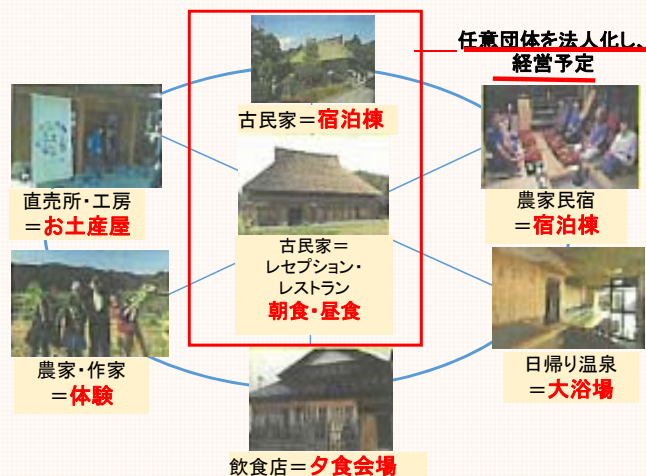 任意団体を法人化し、
経営予定
古民家＝宿泊棟
直売所・工房
＝お土産屋
農家民宿
＝宿泊棟
古民家＝
レセプション・
レストラン
朝食・昼食
農家・作家
＝体験
日帰り温泉
＝大浴場
飲食店＝夕食会場